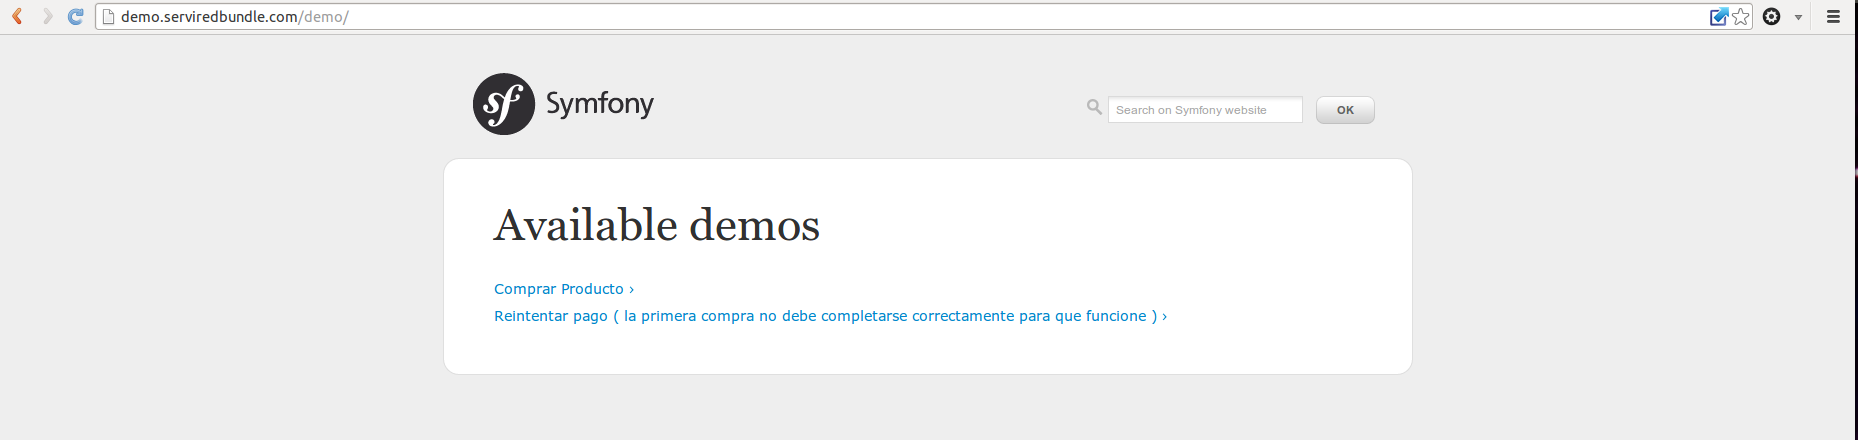 demo.serviredbundle.com/demo/
sf Symfony
Search on Symfony website
OK
Available demos
Comprar Producto ›
Reintentar pago ( la primera compra no debe completarse correctamente para que funcione ) ›